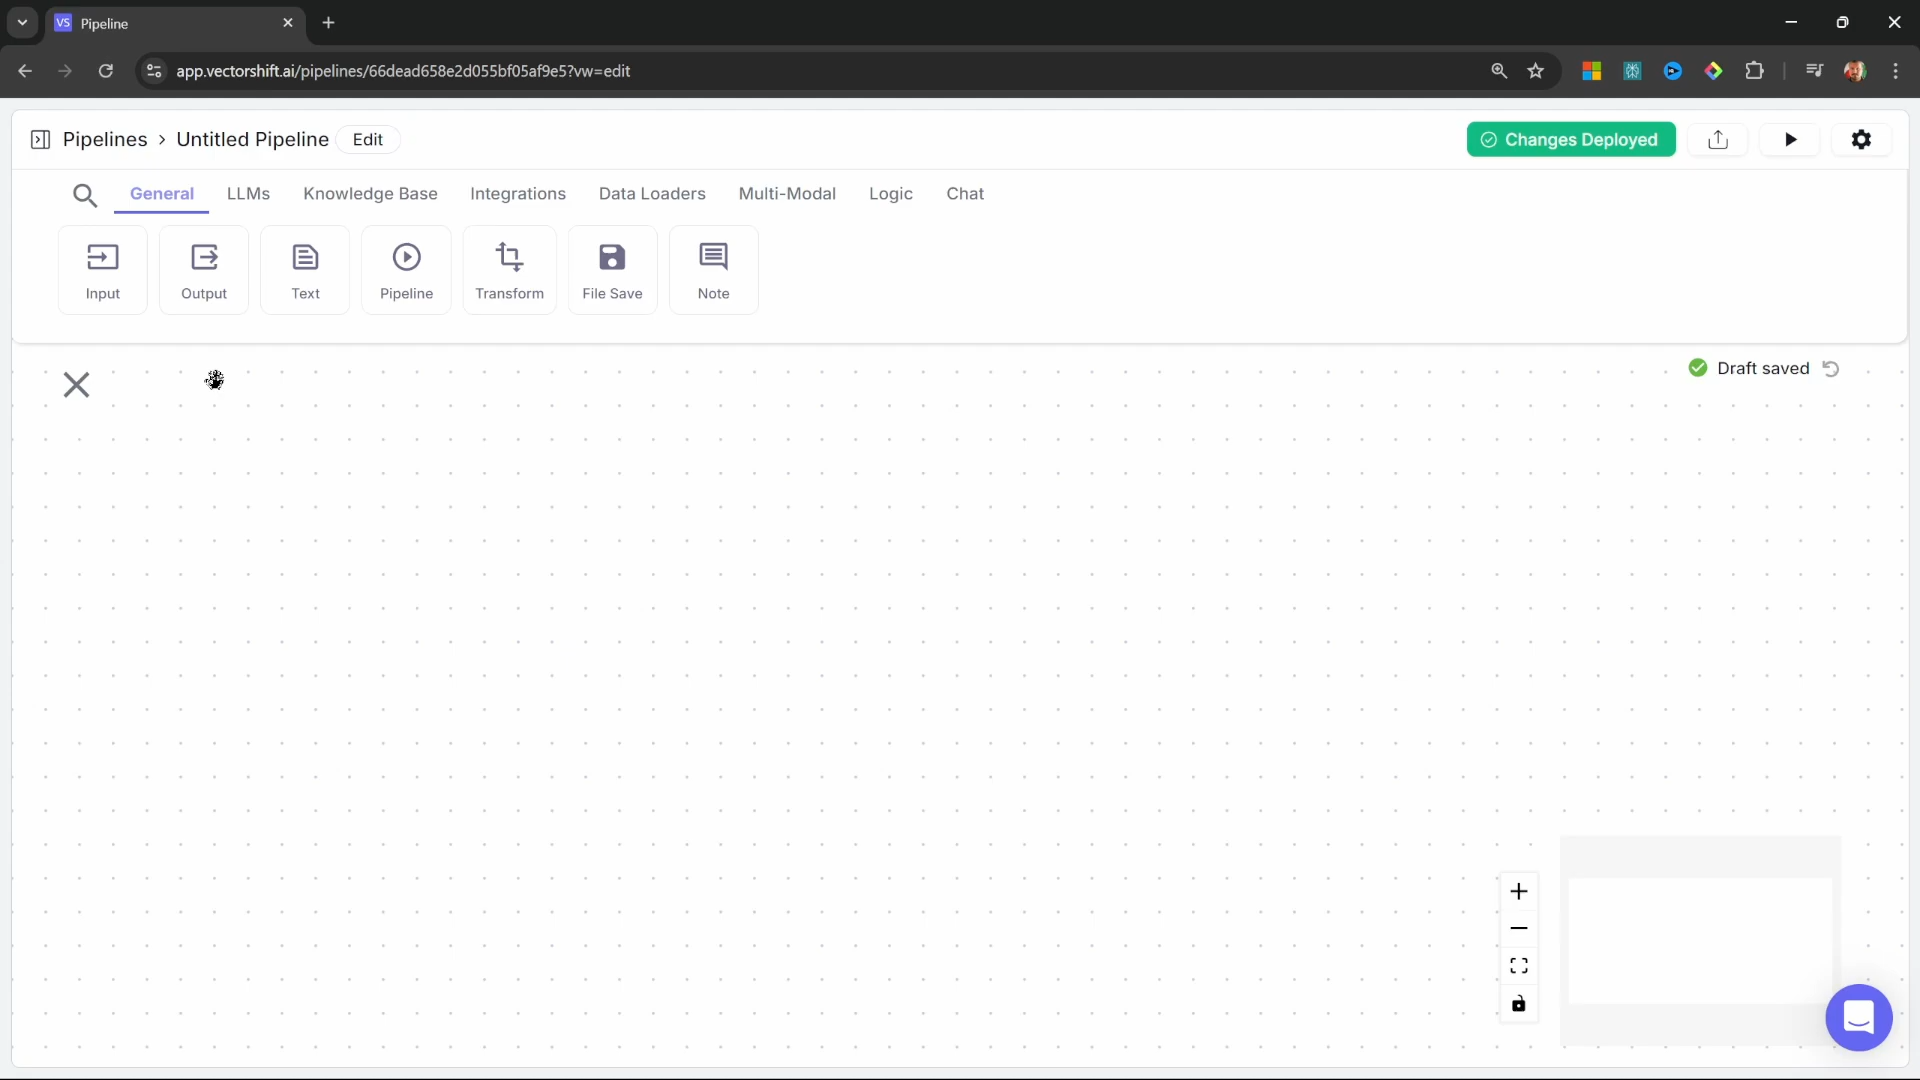 VS Pipeline
app.vectorshift.ai/pipelines/66dead658e2d055bf05af9e5?vw=edit
Pipelines > Untitled Pipeline Edit
Changes Deployed
General LLMs Knowledge Base Integrations Data Loaders Multi-Modal Logic Chat
Input Output Text Pipeline Transform File Save Note
Draft saved